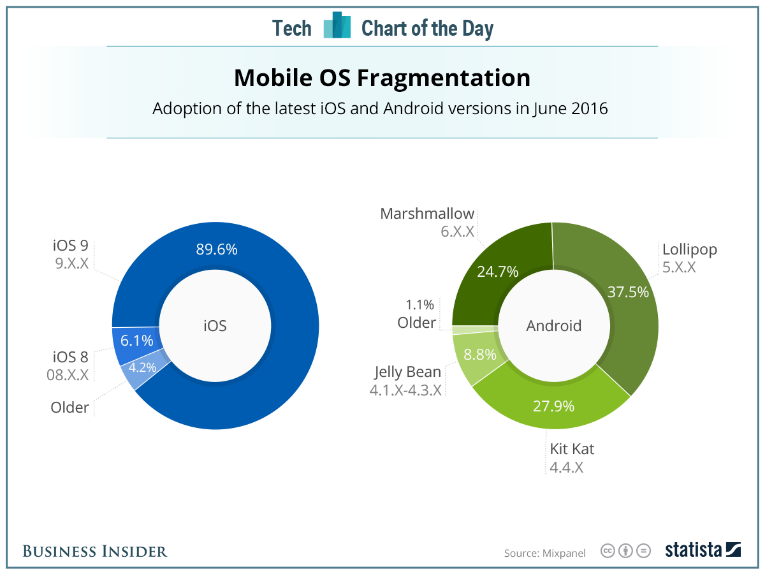 Tech Chart of the Day
Mobile OS Fragmentation
Adoption of the latest iOS and Android versions in June 2016
iOS 9
9.X.X
89.6%
iOS
6.1%
iOS 8
08.X.X
4.2%
Older
Marshmallow
6.X.X
24.7%
Lollipop
5.X.X
37.5%
1.1%
Older
Android
8.8%
Jelly Bean
4.1.X-4.3.X
27.9%
Kit Kat
4.4.X
BUSINESS INSIDER
Source: Mixpanel
cc
statista